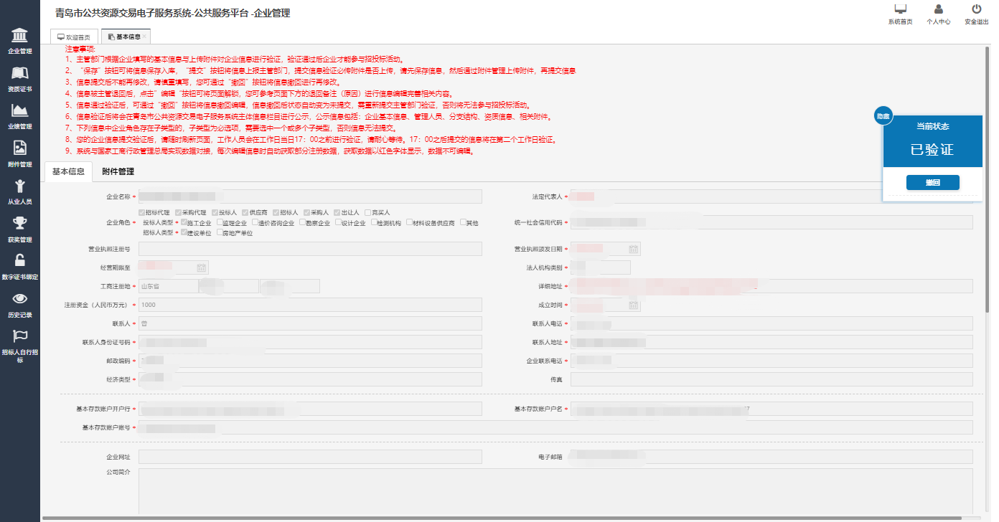 青岛市公共资源交易电子服务系统-公共服务平台 -企业管理
系统首页 个人中心 安全退出
欢迎首页 基本信息
企业管理
资质证书
业绩管理
附件管理
从业人员
获奖管理
数字证书绑定
历史记录
招标人自行招
标
注意事项:
1、主管部门根据企业填写的基本信息与上传附件对企业信息进行验证，验证通过后企业才能参与招投标活动。
2、“保存”按钮可将信息保存入库，“提交”按钮将信息上报主管部门，提交信息验证必传附件是否上传，请先保存信息，然后通过附件管理上传附件，再提交信息
3、信息提交后不能再修改，请慎重填写，您可通过“撤回”按钮将信息撤回进行再修改。
4、信息被主管退回后，点击”编辑“按钮可将页面解锁，您可参考页面下方的退回备注（原因）进行信息编辑完善相关内容。
5、信息通过验证后，可通过“撤回”按钮将信息撤回编辑，信息撤回后状态自动变为未提交，需重新提交主管部门验证，否则将无法参与招投标活动。
6、信息验证后将会在青岛市公共资源交易电子服务系统主体信息栏目进行公示，公示信息包括：企业基本信息、管理人员、分支结构、资质信息、相关附件。
7、下列信息中企业角色存在子类型的，子类型为必选项，需要选中一个或多个子类型，否则信息无法提交。
8、您的企业信息提交验证后，请随时刷新页面，工作人员会在工作日当日17：00之前进行验证，请耐心等待。17：00之后提交的信息将在第二个工作日验证。
9、系统与国家工商行政管理总局实现数据对接，每次编辑信息时自动获取部分注册数据，获取数据以红色字体显示，数据不可编辑。
隐藏
当前状态
已验证
撤回
基本信息 附件管理
企业名称 * 法定代表人 *
招标代理 采购代理 投标人 供应商 招标人 采购人 出让人 竞买人
企业角色 * 投标人类型 * 施工企业 监理企业 造价咨询企业 勘察企业 设计企业 检测机构 材料设备供应商 其他 统一社会信用代码 *
招标人类型 * 建设单位 房地产单位
营业执照注册号 营业执照颁发日期 *
经营期限至 法人机构类别 *
工商注册地 * 山东省 详细地址 *
注册资金（人民币万元） * 1000 成立时间 *
联系人 * 曾 联系人电话 *
联系人身份证号码 * 联系人地址 *
邮政编码 * 企业联系电话 *
经济类型 * 传真
基本存款账户开户行 * 基本存款账户户名 *
基本存款账户账号 *
企业网址 电子邮箱
公司简介